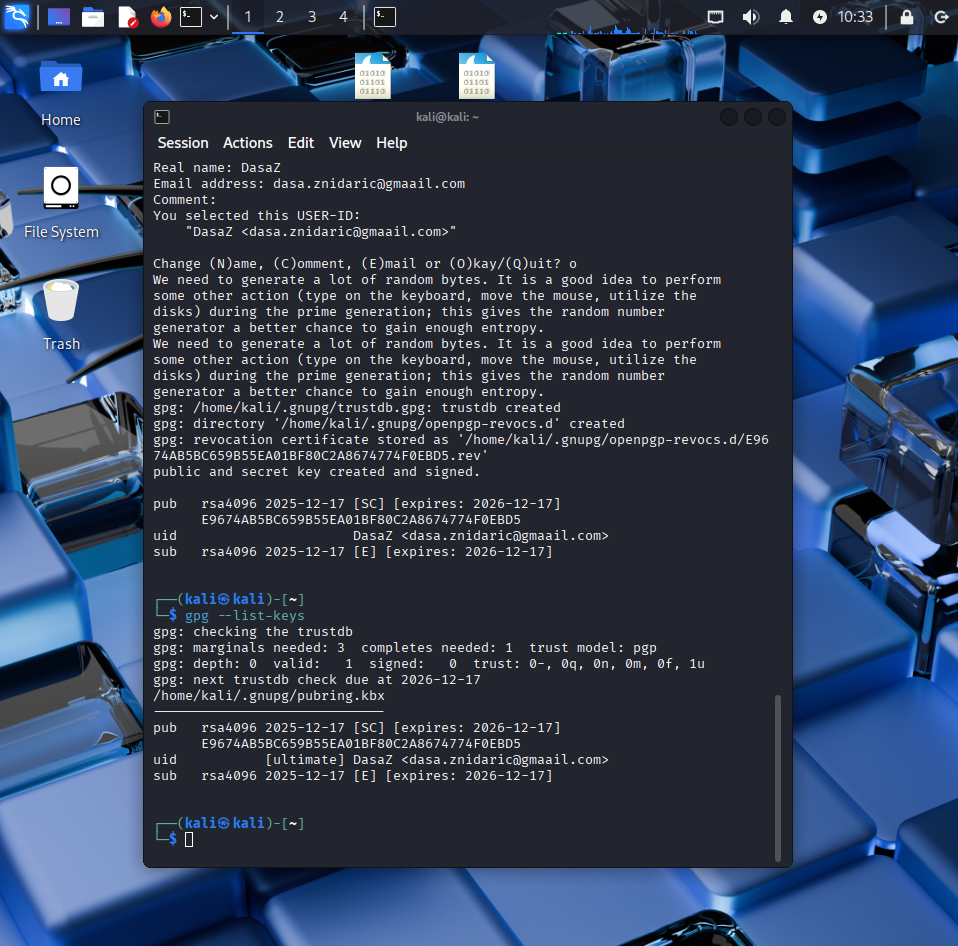 1 2 3 4 10:33
01010
01101
01110
01010
01101
01110
Home
File System
Trash
kali@kali: ~
Session Actions Edit View Help
Real name: DasaZ
Email address: dasa.znidaric@gmaail.com
Comment:
You selected this USER-ID:
    "DasaZ <dasa.znidaric@gmaail.com>"
Change (N)ame, (C)omment, (E)mail or (O)kay/(Q)uit? o
We need to generate a lot of random bytes. It is a good idea to perform
some other action (type on the keyboard, move the mouse, utilize the
disks) during the prime generation; this gives the random number
generator a better chance to gain enough entropy.
We need to generate a lot of random bytes. It is a good idea to perform
some other action (type on the keyboard, move the mouse, utilize the
disks) during the prime generation; this gives the random number
generator a better chance to gain enough entropy.
gpg: /home/kali/.gnupg/trustdb.gpg: trustdb created
gpg: directory '/home/kali/.gnupg/openpgp-revocs.d' created
gpg: revocation certificate stored as '/home/kali/.gnupg/openpgp-revocs.d/E96
74AB5BC659B55EA01BF80C2A8674774F0EBD5.rev'
public and secret key created and signed.
pub   rsa4096 2025-12-17 [SC] [expires: 2026-12-17]
      E9674AB5BC659B55EA01BF80C2A8674774F0EBD5
uid                      DasaZ <dasa.znidaric@gmaail.com>
sub   rsa4096 2025-12-17 [E] [expires: 2026-12-17]
┌──(kali㉿kali)-[~]
└─$ gpg --list-keys
gpg: checking the trustdb
gpg: marginals needed: 3  completes needed: 1  trust model: pgp
gpg: depth: 0  valid:   1  signed:   0  trust: 0-, 0q, 0n, 0m, 0f, 1u
gpg: next trustdb check due at 2026-12-17
/home/kali/.gnupg/pubring.kbx
-----------------------------
pub   rsa4096 2025-12-17 [SC] [expires: 2026-12-17]
      E9674AB5BC659B55EA01BF80C2A8674774F0EBD5
uid           [ultimate] DasaZ <dasa.znidaric@gmaail.com>
sub   rsa4096 2025-12-17 [E] [expires: 2026-12-17]
┌──(kali㉿kali)-[~]
└─$